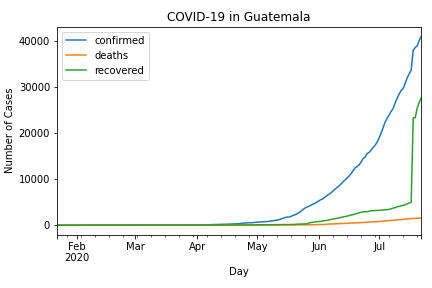 COVID-19 in Guatemala
confirmed
deaths
recovered
40000
30000
20000
10000
0
Number of Cases
Feb Mar Apr May Jun Jul
2020
Day